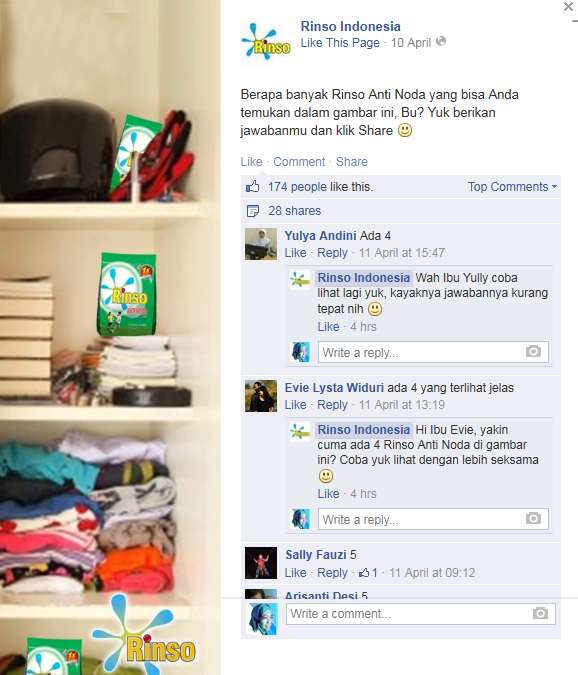 Rinso Indonesia
Like This Page · 10 April
Rinso
Berapa banyak Rinso Anti Noda yang bisa Anda
temukan dalam gambar ini, Bu? Yuk berikan
jawabanmu dan klik Share
Like · Comment · Share
174 people like this.
Top Comments
28 shares
Yulya Andini Ada 4
Like · Reply · 11 April at 15:47
Rinso Indonesia Wah Ibu Yully coba
lihat lagi yuk, kayaknya jawabannya kurang
tepat nih
Like · 4 hrs
Write a reply...
Evie Lysta Widuri ada 4 yang terlihat jelas
Like · Reply · 11 April at 13:19
Rinso Indonesia Hi Ibu Evie, yakin
cuma ada 4 Rinso Anti Noda di gambar
ini? Coba yuk lihat dengan lebih seksama
Like · 4 hrs
Write a reply...
Sally Fauzi 5
Like · Reply · 1 · 11 April at 09:12
Arisanti Desi 5
Write a comment...
Rinso
Rinso
ANTI NODA
Rinso